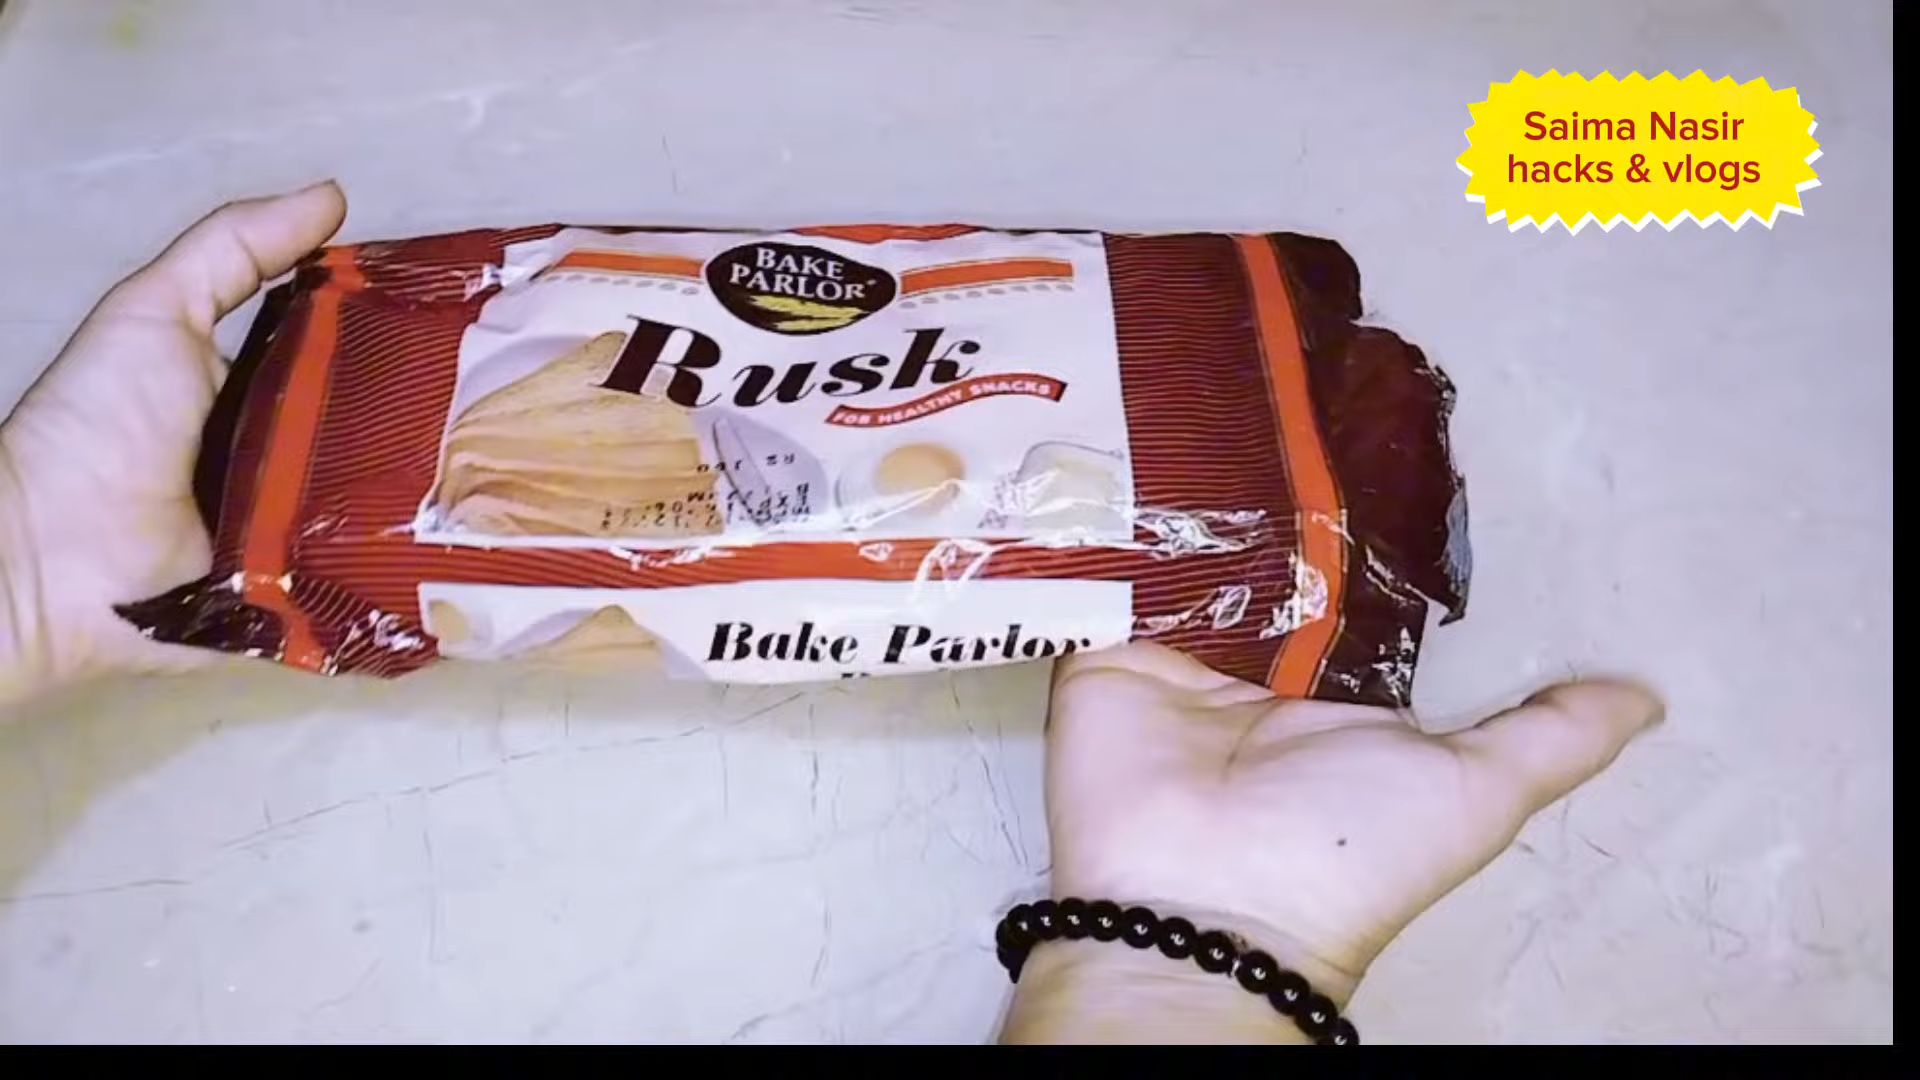 Saima Nasir
hacks & vlogs
BAKE
PARLOR
Rusk
FOR HEALTHY SNACKS
Bake Parlor